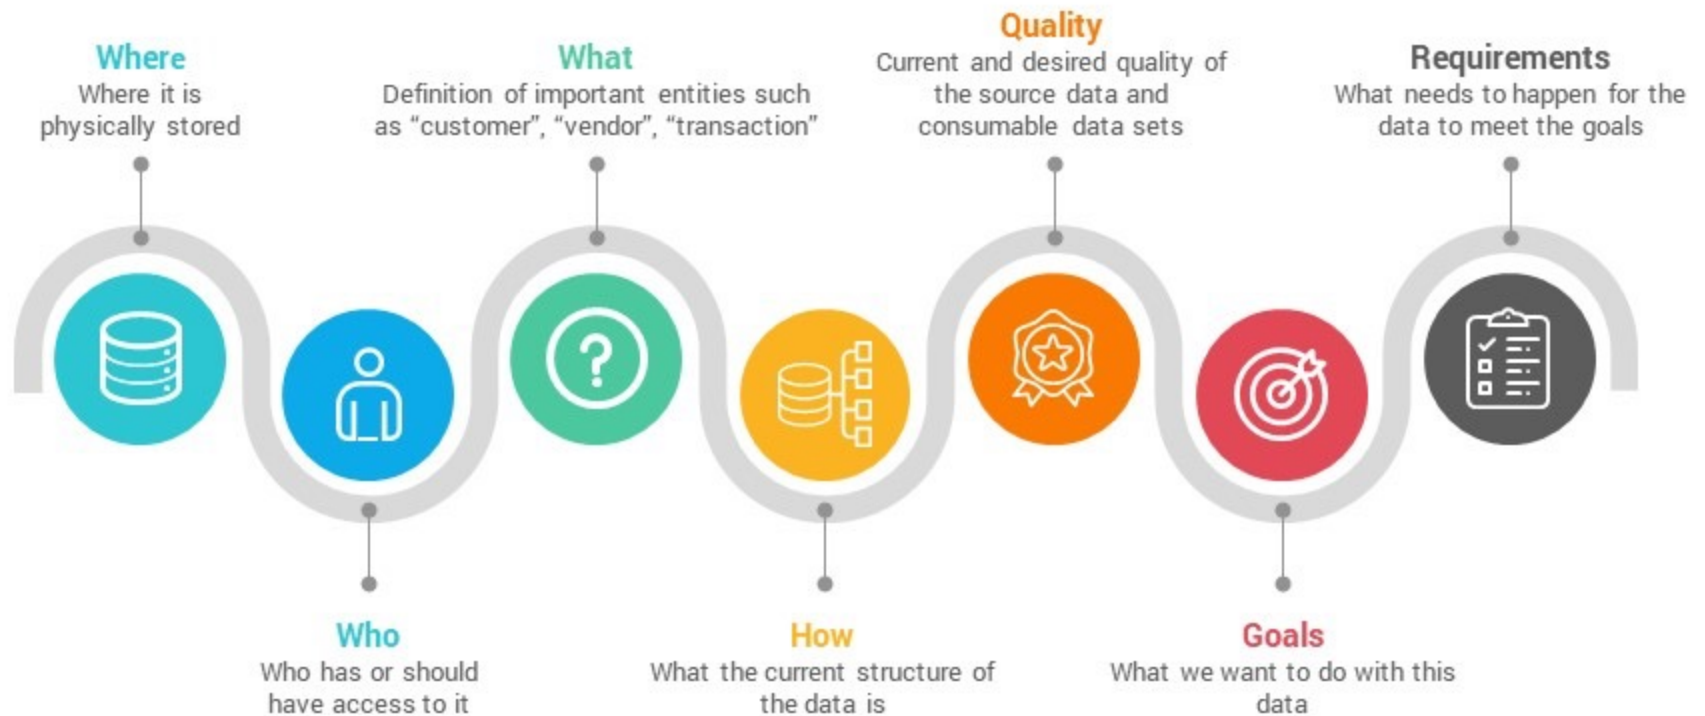 Where
Where it is
physically stored
Who
Who has or should
have access to it
What
Definition of important entities such
as “customer”, “vendor”, “transaction”
How
What the current structure of
the data is
Quality
Current and desired quality of
the source data and
consumable data sets
Goals
What we want to do with this
data
Requirements
What needs to happen for the
data to meet the goals